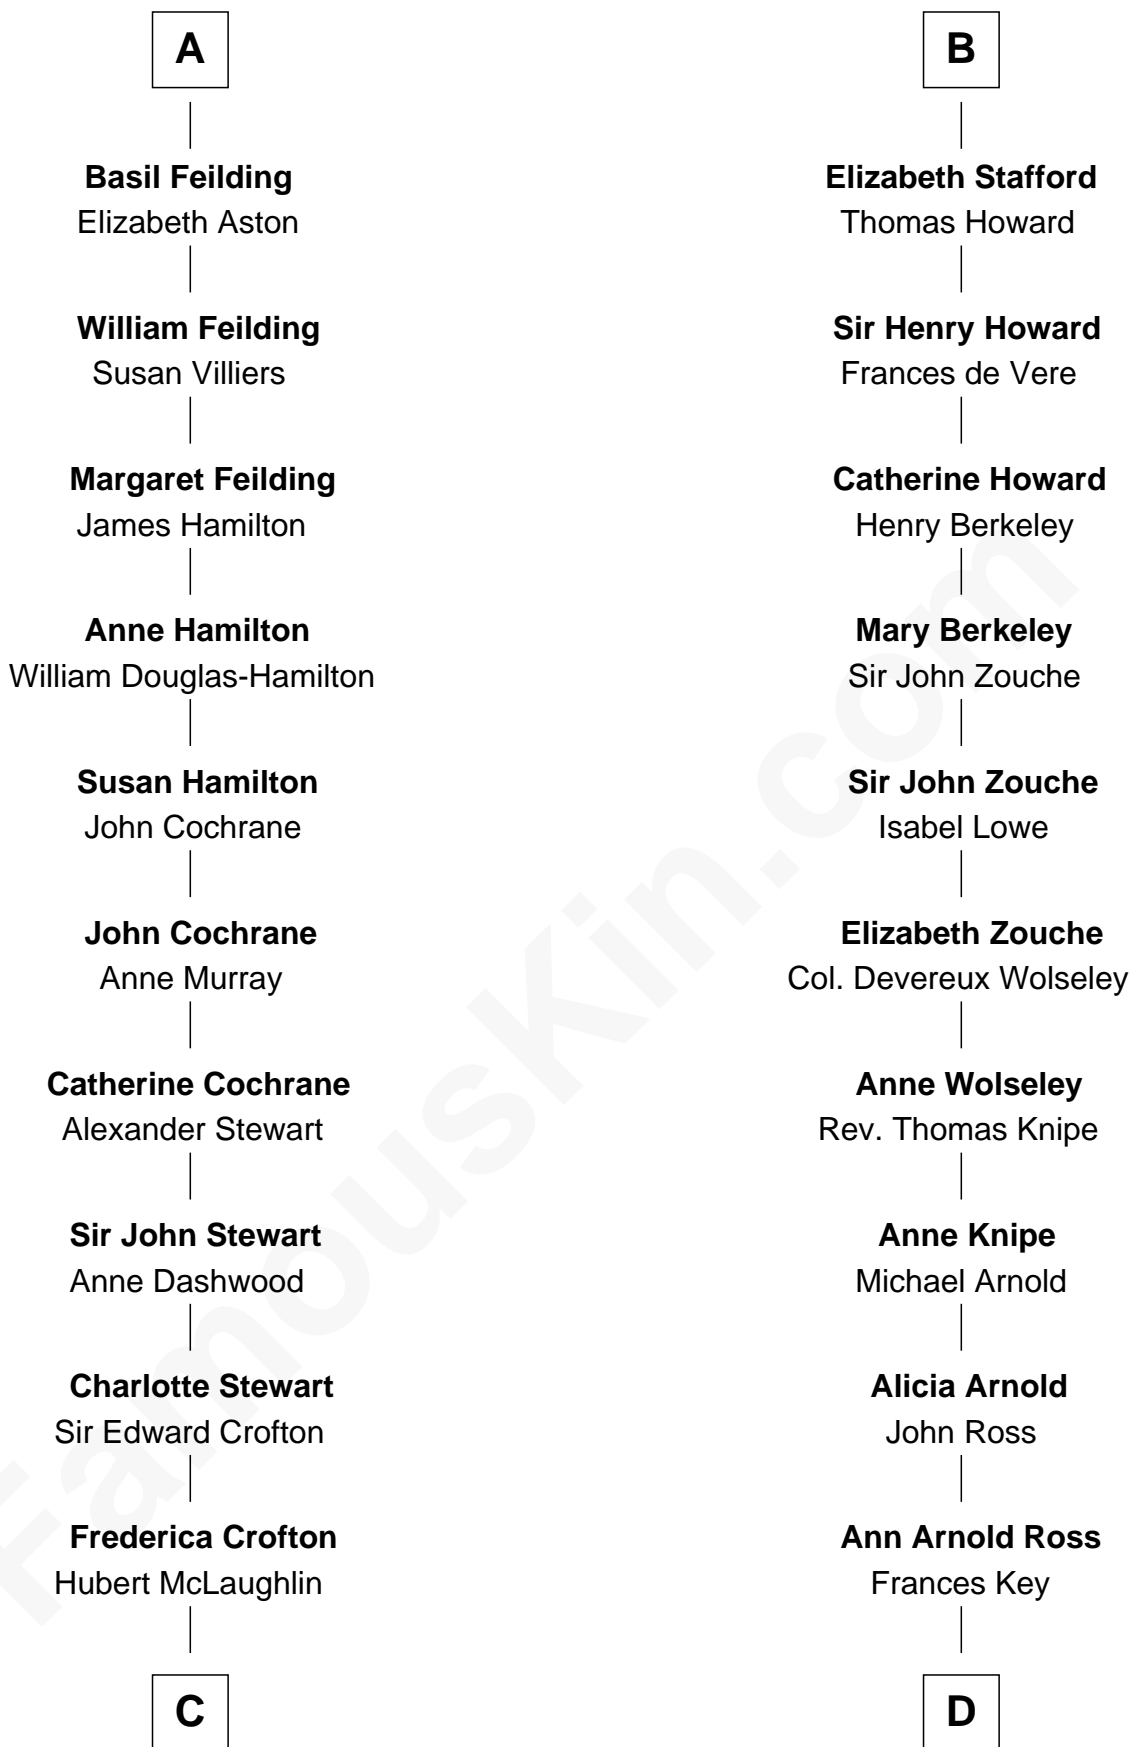 A
Basil Feilding
Elizabeth Aston
William Feilding
Susan Villiers
Margaret Feilding
James Hamilton
Anne Hamilton
William Douglas-Hamilton
Susan Hamilton
John Cochrane
John Cochrane
Anne Murray
Catherine Cochrane
Alexander Stewart
Sir John Stewart
Anne Dashwood
Charlotte Stewart
Sir Edward Crofton
Frederica Crofton
Hubert McLaughlin
C
B
Elizabeth Stafford
Thomas Howard
Sir Henry Howard
Frances de Vere
Catherine Howard
Henry Berkeley
Mary Berkeley
Sir John Zouche
Sir John Zouche
Isabel Lowe
Elizabeth Zouche
Col. Devereux Wolseley
Anne Wolseley
Rev. Thomas Knipe
Anne Knipe
Michael Arnold
Alicia Arnold
John Ross
Ann Arnold Ross
Frances Key
D
FamousKin.com